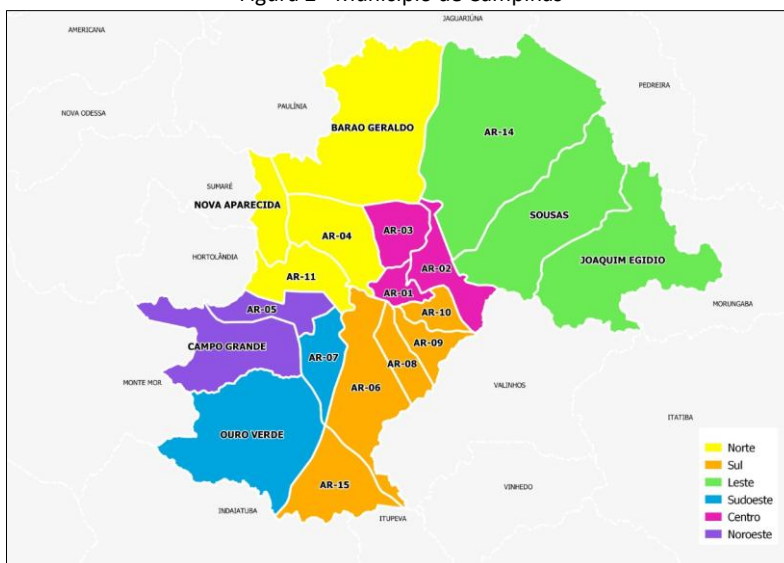 Figura 2 - Município de Campinas
JAGUARIÚNA
AMERICANA
PEDREIRA
PAULÍNIA
NOVA ODESSA
BARAO GERALDO
AR-14
SUMARÉ
NOVA APARECIDA
SOUSAS
AR-03
AR-04
HORTOLÂNDIA
JOAQUIM EGIDIO
AR-02
AR-11
AR-01
MORUNGABA
AR-05
AR-10
CAMPO GRANDE
AR-09
AR-07
AR-08
MONTE MOR
AR-06
VALINHOS
ITATIBA
OURO VERDE
Norte
Sul
Leste
Sudoeste
Centro
Noroeste
AR-15
VINHEDO
INDAIATUBA
ITUPEVA